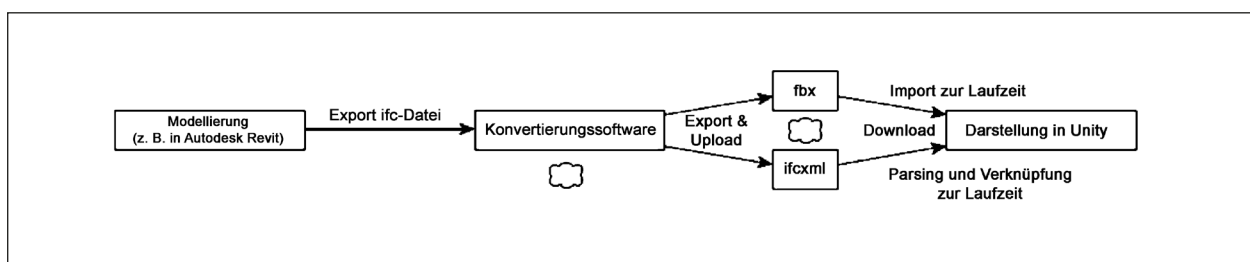 Modellierung
(z. B. in Autodesk Revit)
Export ifc-Datei
Konvertierungssoftware
Export &
Upload
fbx
ifcxml
Import zur Laufzeit
Download
Parsing und Verknüpfung
zur Laufzeit
Darstellung in Unity